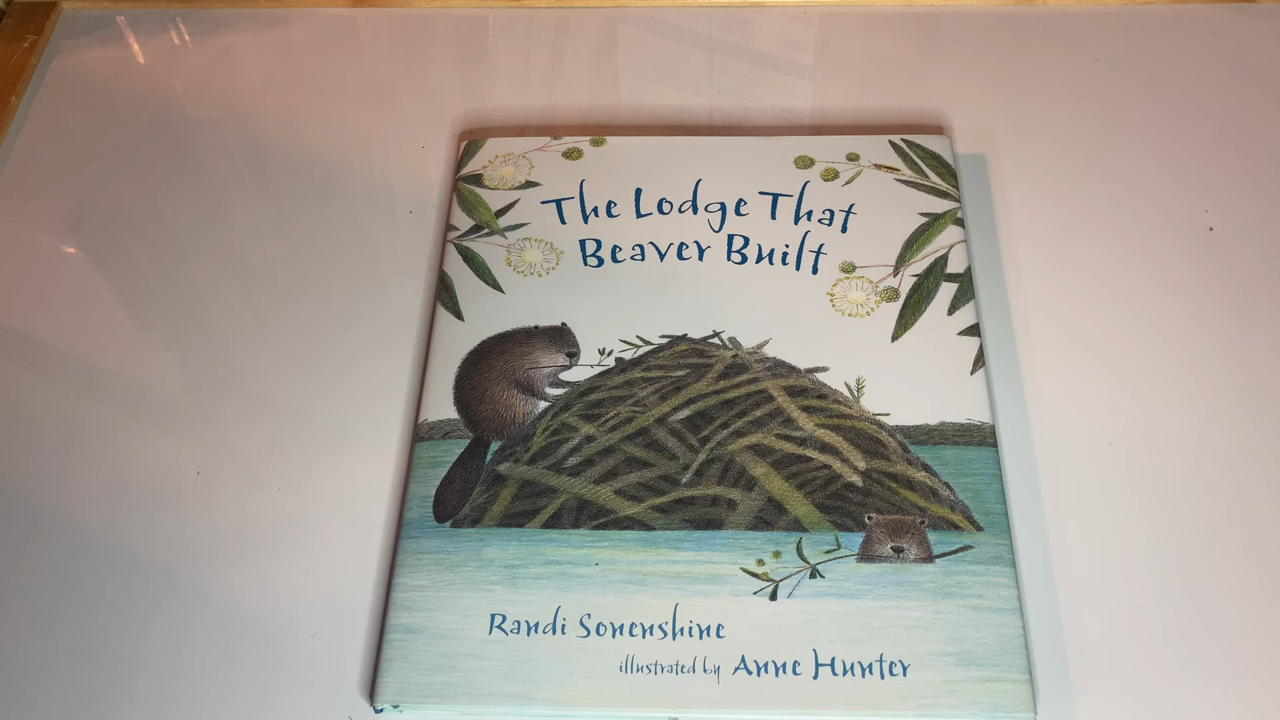 The Lodge That
Beaver Built
Randi Sonenshine
illustrated by Anne Hunter